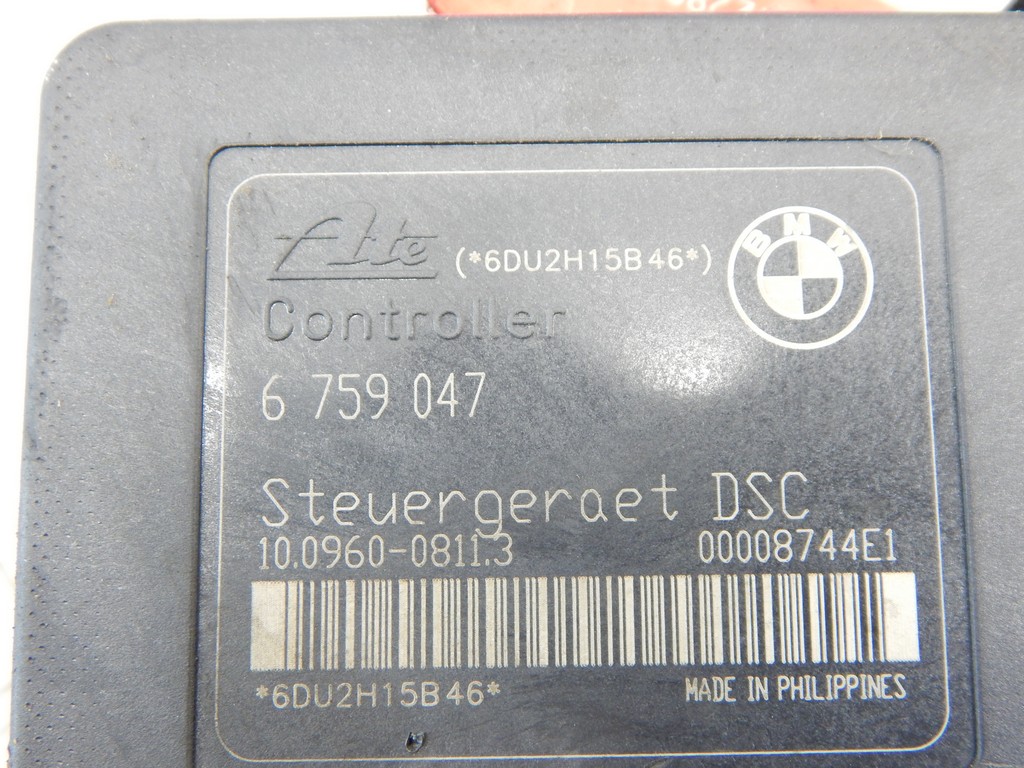 Ate (*6DU2H15B46*)
BMW
Controller
6 759 047
Steuergeraet DSC
10.0960-0811.3 00008744E1
*6DU2H15B46*
MADE IN PHILIPPINES